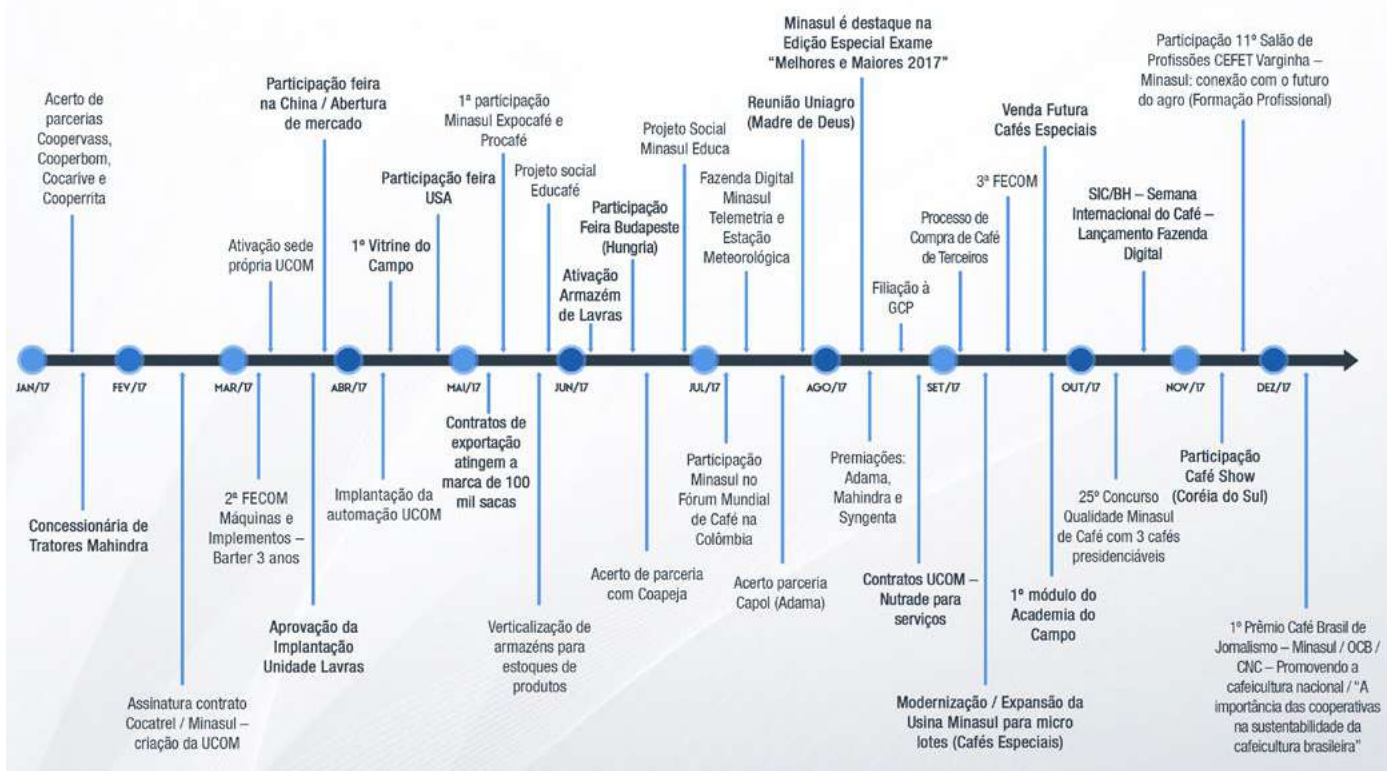 Acerto de
parcerias
Coopervass,
Cooperbom,
Cocarive e
Cooperrita
Ativação sede
própria UCOM
Participação feira
na China / Abertura
de mercado
1º Vitrine do
Campo
Participação feira
USA
1ª participação
Minasul Expocafé e
Procafé
Projeto social
Educafé
Ativação
Armazém
de Lavras
Participação
Feira Budapeste
(Hungria)
Projeto Social
Minasul Educa
Fazenda Digital
Minasul
Telemetria e
Estação
Meteorológica
Reunião Uniagro
(Madre de Deus)
Minasul é destaque na
Edição Especial Exame
“Melhores e Maiores 2017”
Filiação à
GCP
Processo de
Compra de Café
de Terceiros
3ª FECOM
Venda Futura
Cafés Especiais
SIC/BH – Semana
Internacional do Café –
Lançamento Fazenda
Digital
Participação 11º Salão de
Profissões CEFET Varginha –
Minasul: conexão com o futuro
do agro (Formação Profissional)
JAN/17
FEV/17
MAR/17
ABR/17
MAI/17
JUN/17
JUL/17
AGO/17
SET/17
OUT/17
NOV/17
DEZ/17
Concessionária de
Tratores Mahindra
Assinatura contrato
Cocatrel / Minasul –
criação da UCOM
2ª FECOM
Máquinas e
Implementos –
Barter 3 anos
Aprovação da
Implantação
Unidade Lavras
Implantação da
automação UCOM
Contratos de
exportação
atingem a
marca de 100
mil sacas
Verticalização de
armazéns para
estoques de
produtos
Acerto de parceria
com Coapeja
Participação
Minasul no
Fórum Mundial
de Café na
Colômbia
Acerto parceria
Capol (Adama)
Premiações:
Adama,
Mahindra e
Syngenta
Contratos UCOM –
Nutrade para
serviços
Modernização / Expansão da
Usina Minasul para micro
lotes (Cafés Especiais)
1º módulo do
Academia do
Campo
25º Concurso
Qualidade Minasul
de Café com 3 cafés
presidenciáveis
Participação
Café Show
(Coréia do Sul)
1º Prêmio Café Brasil de
Jornalismo – Minasul / OCB /
CNC – Promovendo a
cafeicultura nacional / “A
importância das cooperativas
na sustentabilidade da
cafeicultura brasileira”